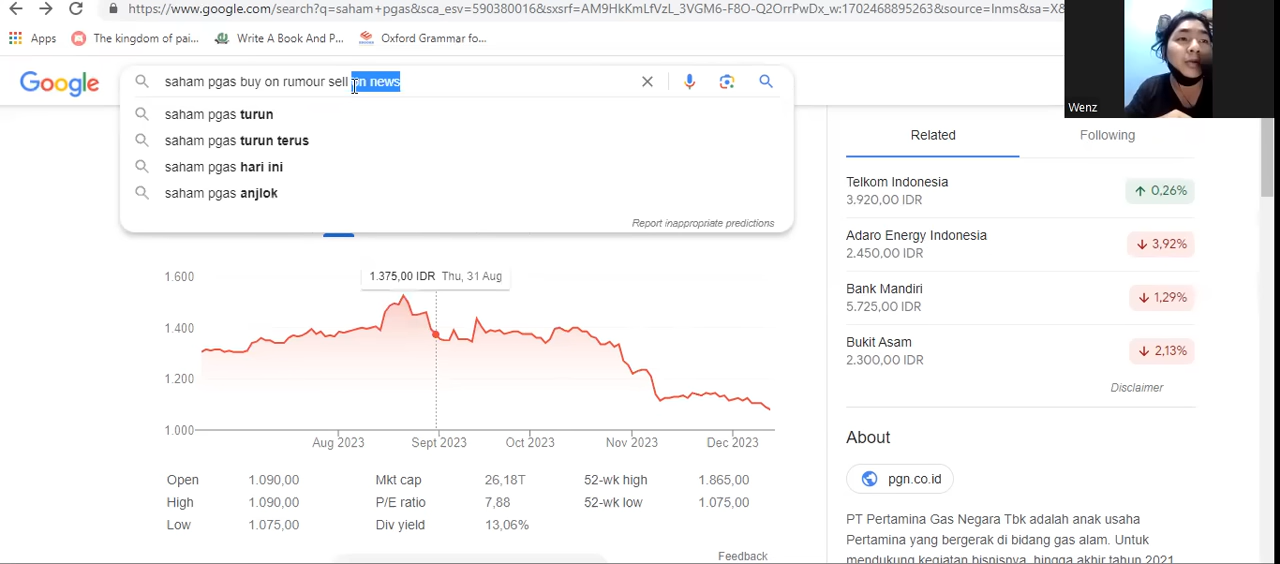 https://www.google.com/search?q=saham+pgas&sca_esv=590380016&sxsrf=AM9HkKmLfVzL_3VGM6-F8O-Q2OrrPwDx_w:1702468895263&source=lnms&sa=X&
Apps
The kingdom of pai...
Write A Book And P...
Oxford Grammar fo...
Wenz
Google
saham pgas buy on rumour sell on news
saham pgas turun
saham pgas turun terus
saham pgas hari ini
saham pgas anjlok
Report inappropriate predictions
1.375,00 IDR Thu, 31 Aug
1.600
1.400
1.200
1.000
Aug 2023
Sept 2023
Oct 2023
Nov 2023
Dec 2023
Open 1.090,00 Mkt cap 26,18T 52-wk high 1.865,00
High 1.090,00 P/E ratio 7,88 52-wk low 1.075,00
Low 1.075,00 Div yield 13,06%
Feedback
Related
Following
Telkom Indonesia
3.920,00 IDR
0,26%
Adaro Energy Indonesia
2.450,00 IDR
3,92%
Bank Mandiri
5.725,00 IDR
1,29%
Bukit Asam
2.300,00 IDR
2,13%
Disclaimer
About
pgn.co.id
PT Pertamina Gas Negara Tbk adalah anak usaha
Pertamina yang bergerak di bidang gas alam. Untuk
mendukung kegiatan bisnisnya, hingga akhir tahun 2021